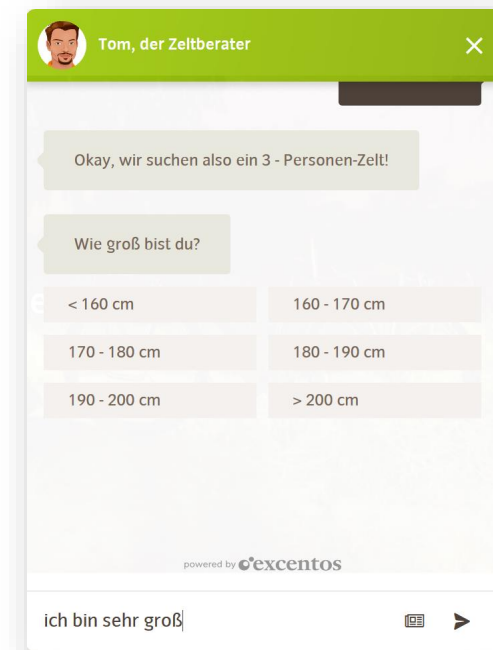 Tom, der Zeltberater
Okay, wir suchen also ein 3 - Personen-Zelt!
Wie groß bist du?
< 160 cm
160 - 170 cm
170 - 180 cm
180 - 190 cm
190 - 200 cm
> 200 cm
powered by excentos
ich bin sehr groß